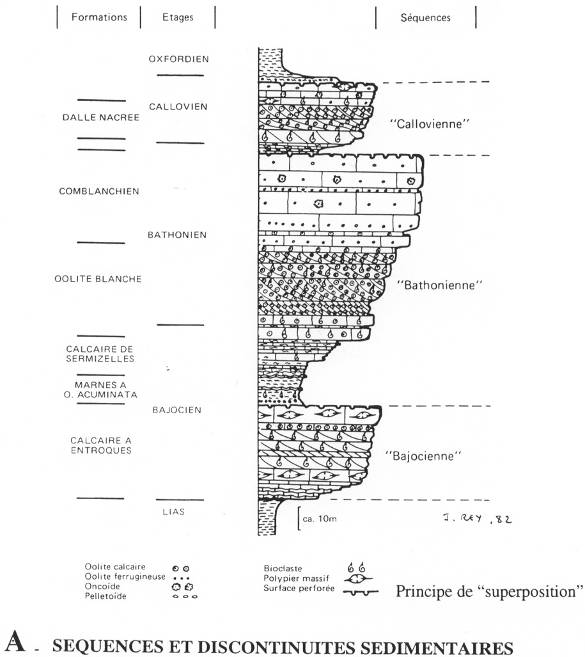 Formations Etages Séquences
OXFORDIEN
CALLOVIEN
DALLE NACRÉE
"Callovienne"
COMBLANCHIEN
BATHONIEN
OOLITE BLANCHE
"Bathonienne"
CALCAIRE DE
SERMIZELLES
MARNES A
O. ACUMINATA
BAJOCIEN
CALCAIRE A
ENTROQUES
"Bajocienne"
LIAS
ca. 10m
J. REY, 82
Oolite calcaire
Oolite ferrugineuse
Oncoïde
Pelletoïde
Bioclaste
Polypier massif
Surface perforée
Principe de “superposition”
A - SEQUENCES ET DISCONTINUITES SEDIMENTAIRES